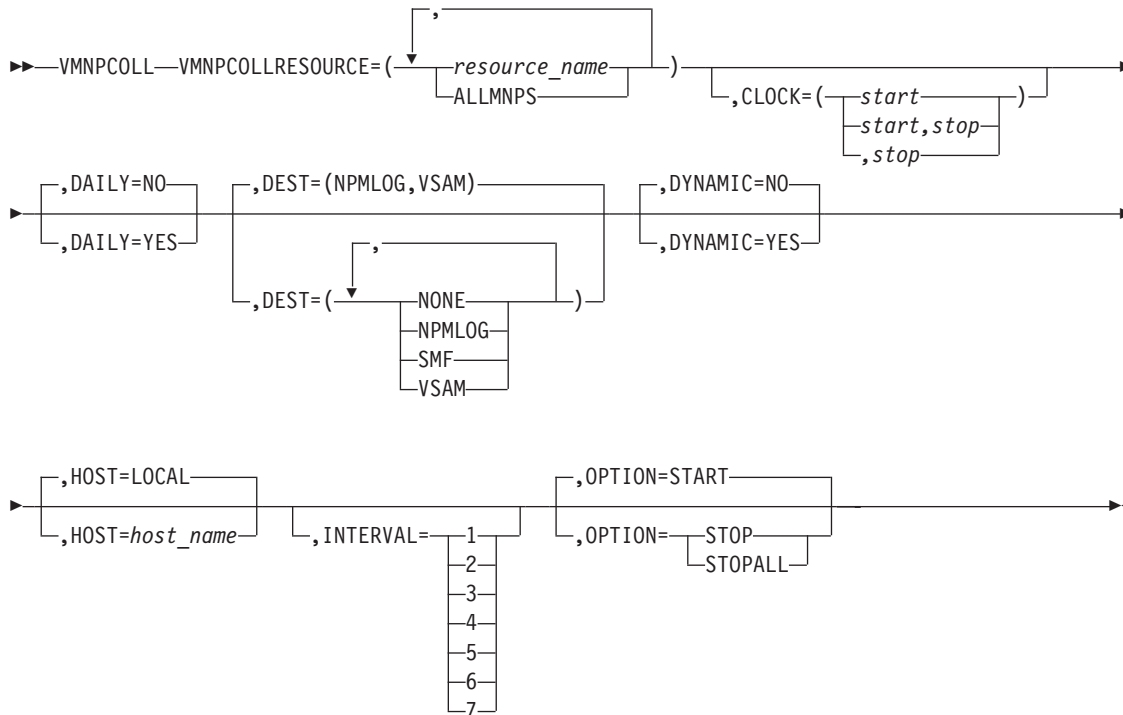 ,
VMNPCOLL VMNPCOLLRESOURCE=( resource_name )
ALLMNPS
,CLOCK=( start )
start,stop
,stop
,DAILY=NO
,DAILY=YES
,DEST=(NPMLOG,VSAM)
,
,DEST=( NONE )
NPMLOG
SMF
VSAM
,DYNAMIC=NO
,DYNAMIC=YES
,HOST=LOCAL
,HOST=host_name
,INTERVAL= 1
2
3
4
5
6
7
,OPTION=START
,OPTION= STOP
STOPALL